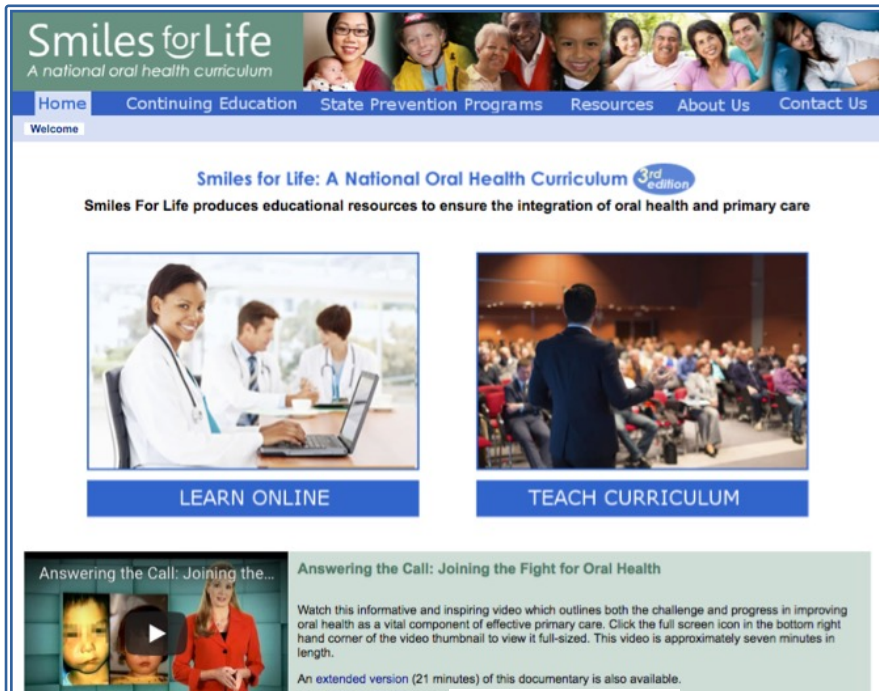 Smiles for Life
A national oral health curriculum
Home Continuing Education State Prevention Programs Resources About Us Contact Us
Welcome
Smiles for Life: A National Oral Health Curriculum 3rd edition
Smiles For Life produces educational resources to ensure the integration of oral health and primary care
LEARN ONLINE
TEACH CURRICULUM
Answering the Call: Joining the...
Answering the Call: Joining the Fight for Oral Health
Watch this informative and inspiring video which outlines both the challenge and progress in improving
oral health as a vital component of effective primary care. Click the full screen icon in the bottom right
hand corner of the video thumbnail to view it full-sized. This video is approximately seven minutes in
length.
An extended version (21 minutes) of this documentary is also available.